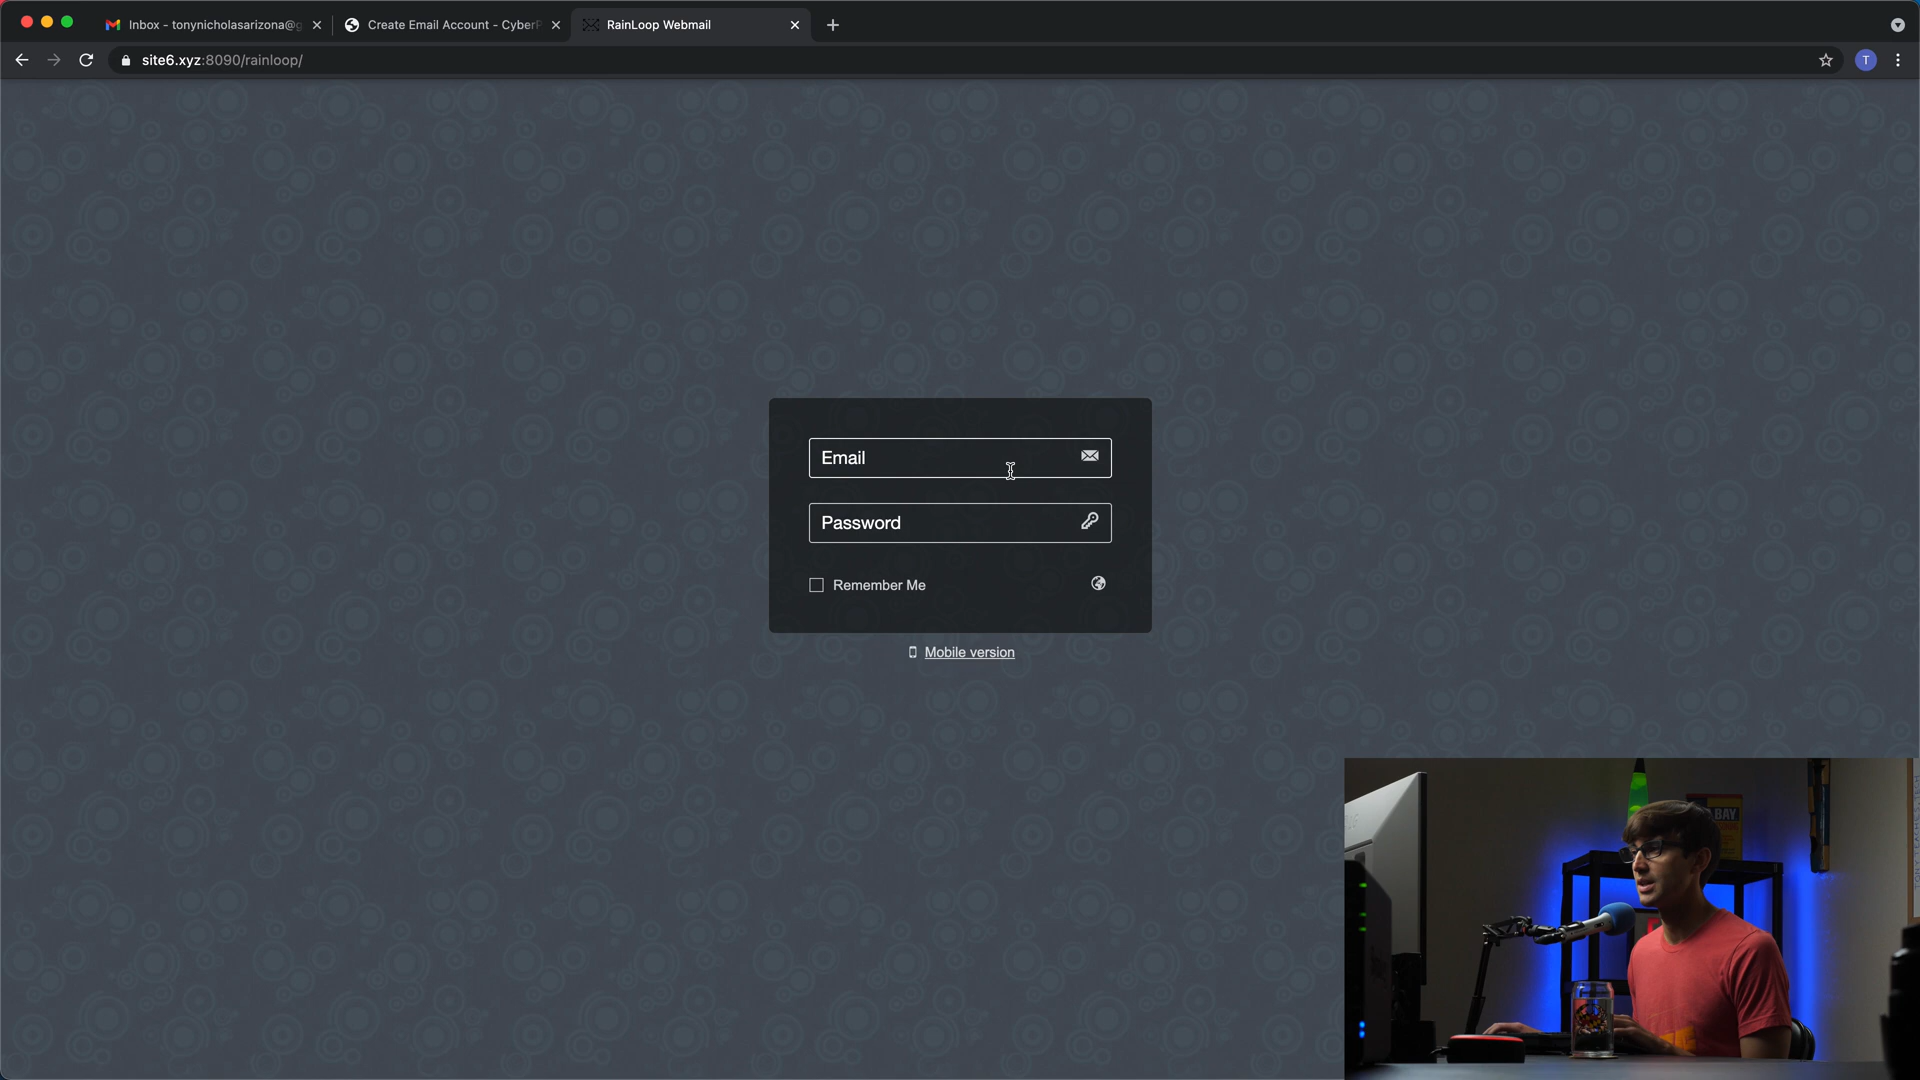 Inbox - tonynicholasarizona@g
Create Email Account - CyberP
RainLoop Webmail
site6.xyz:8090/rainloop/
T
Email
Password
Remember Me
Mobile version
BAY